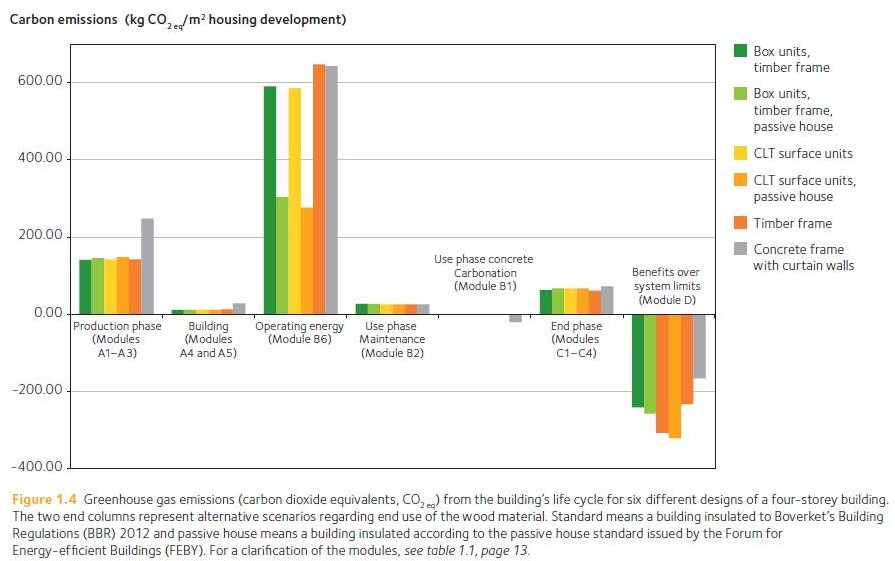 Carbon emissions (kg CO2 eq/m² housing development)
600.00
400.00
200.00
0.00
-200.00
-400.00
Production phase
(Modules
A1–A3)
Building
(Modules
A4 and A5)
Operating energy
(Module B6)
Use phase
Maintenance
(Module B2)
Use phase concrete
Carbonation
(Module B1)
End phase
(Modules
C1–C4)
Benefits over
system limits
(Module D)
Box units,
timber frame
Box units,
timber frame,
passive house
CLT surface units
CLT surface units,
passive house
Timber frame
Concrete frame
with curtain walls
Figure 1.4 Greenhouse gas emissions (carbon dioxide equivalents, CO2 eq) from the building's life cycle for six different designs of a four-storey building.
The two end columns represent alternative scenarios regarding end use of the wood material. Standard means a building insulated to Boverket's Building
Regulations (BBR) 2012 and passive house means a building insulated according to the passive house standard issued by the Forum for
Energy-efficient Buildings (FEBY). For a clarification of the modules, see table 1.1, page 13.